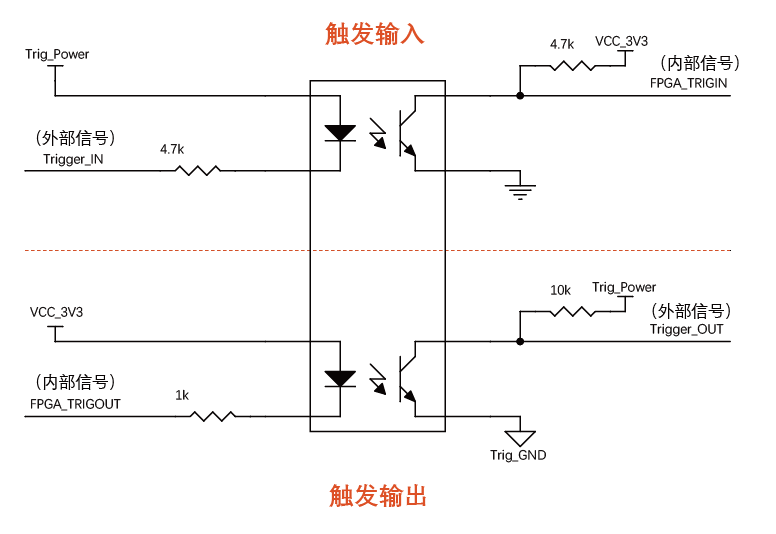 触发输入
Trig_Power
4.7k
VCC_3V3
（内部信号）
FPGA_TRIGIN
（外部信号）
Trigger_IN
4.7k
VCC_3V3
10k
Trig_Power
（外部信号）
Trigger_OUT
（内部信号）
FPGA_TRIGOUT
1k
Trig_GND
触发输出